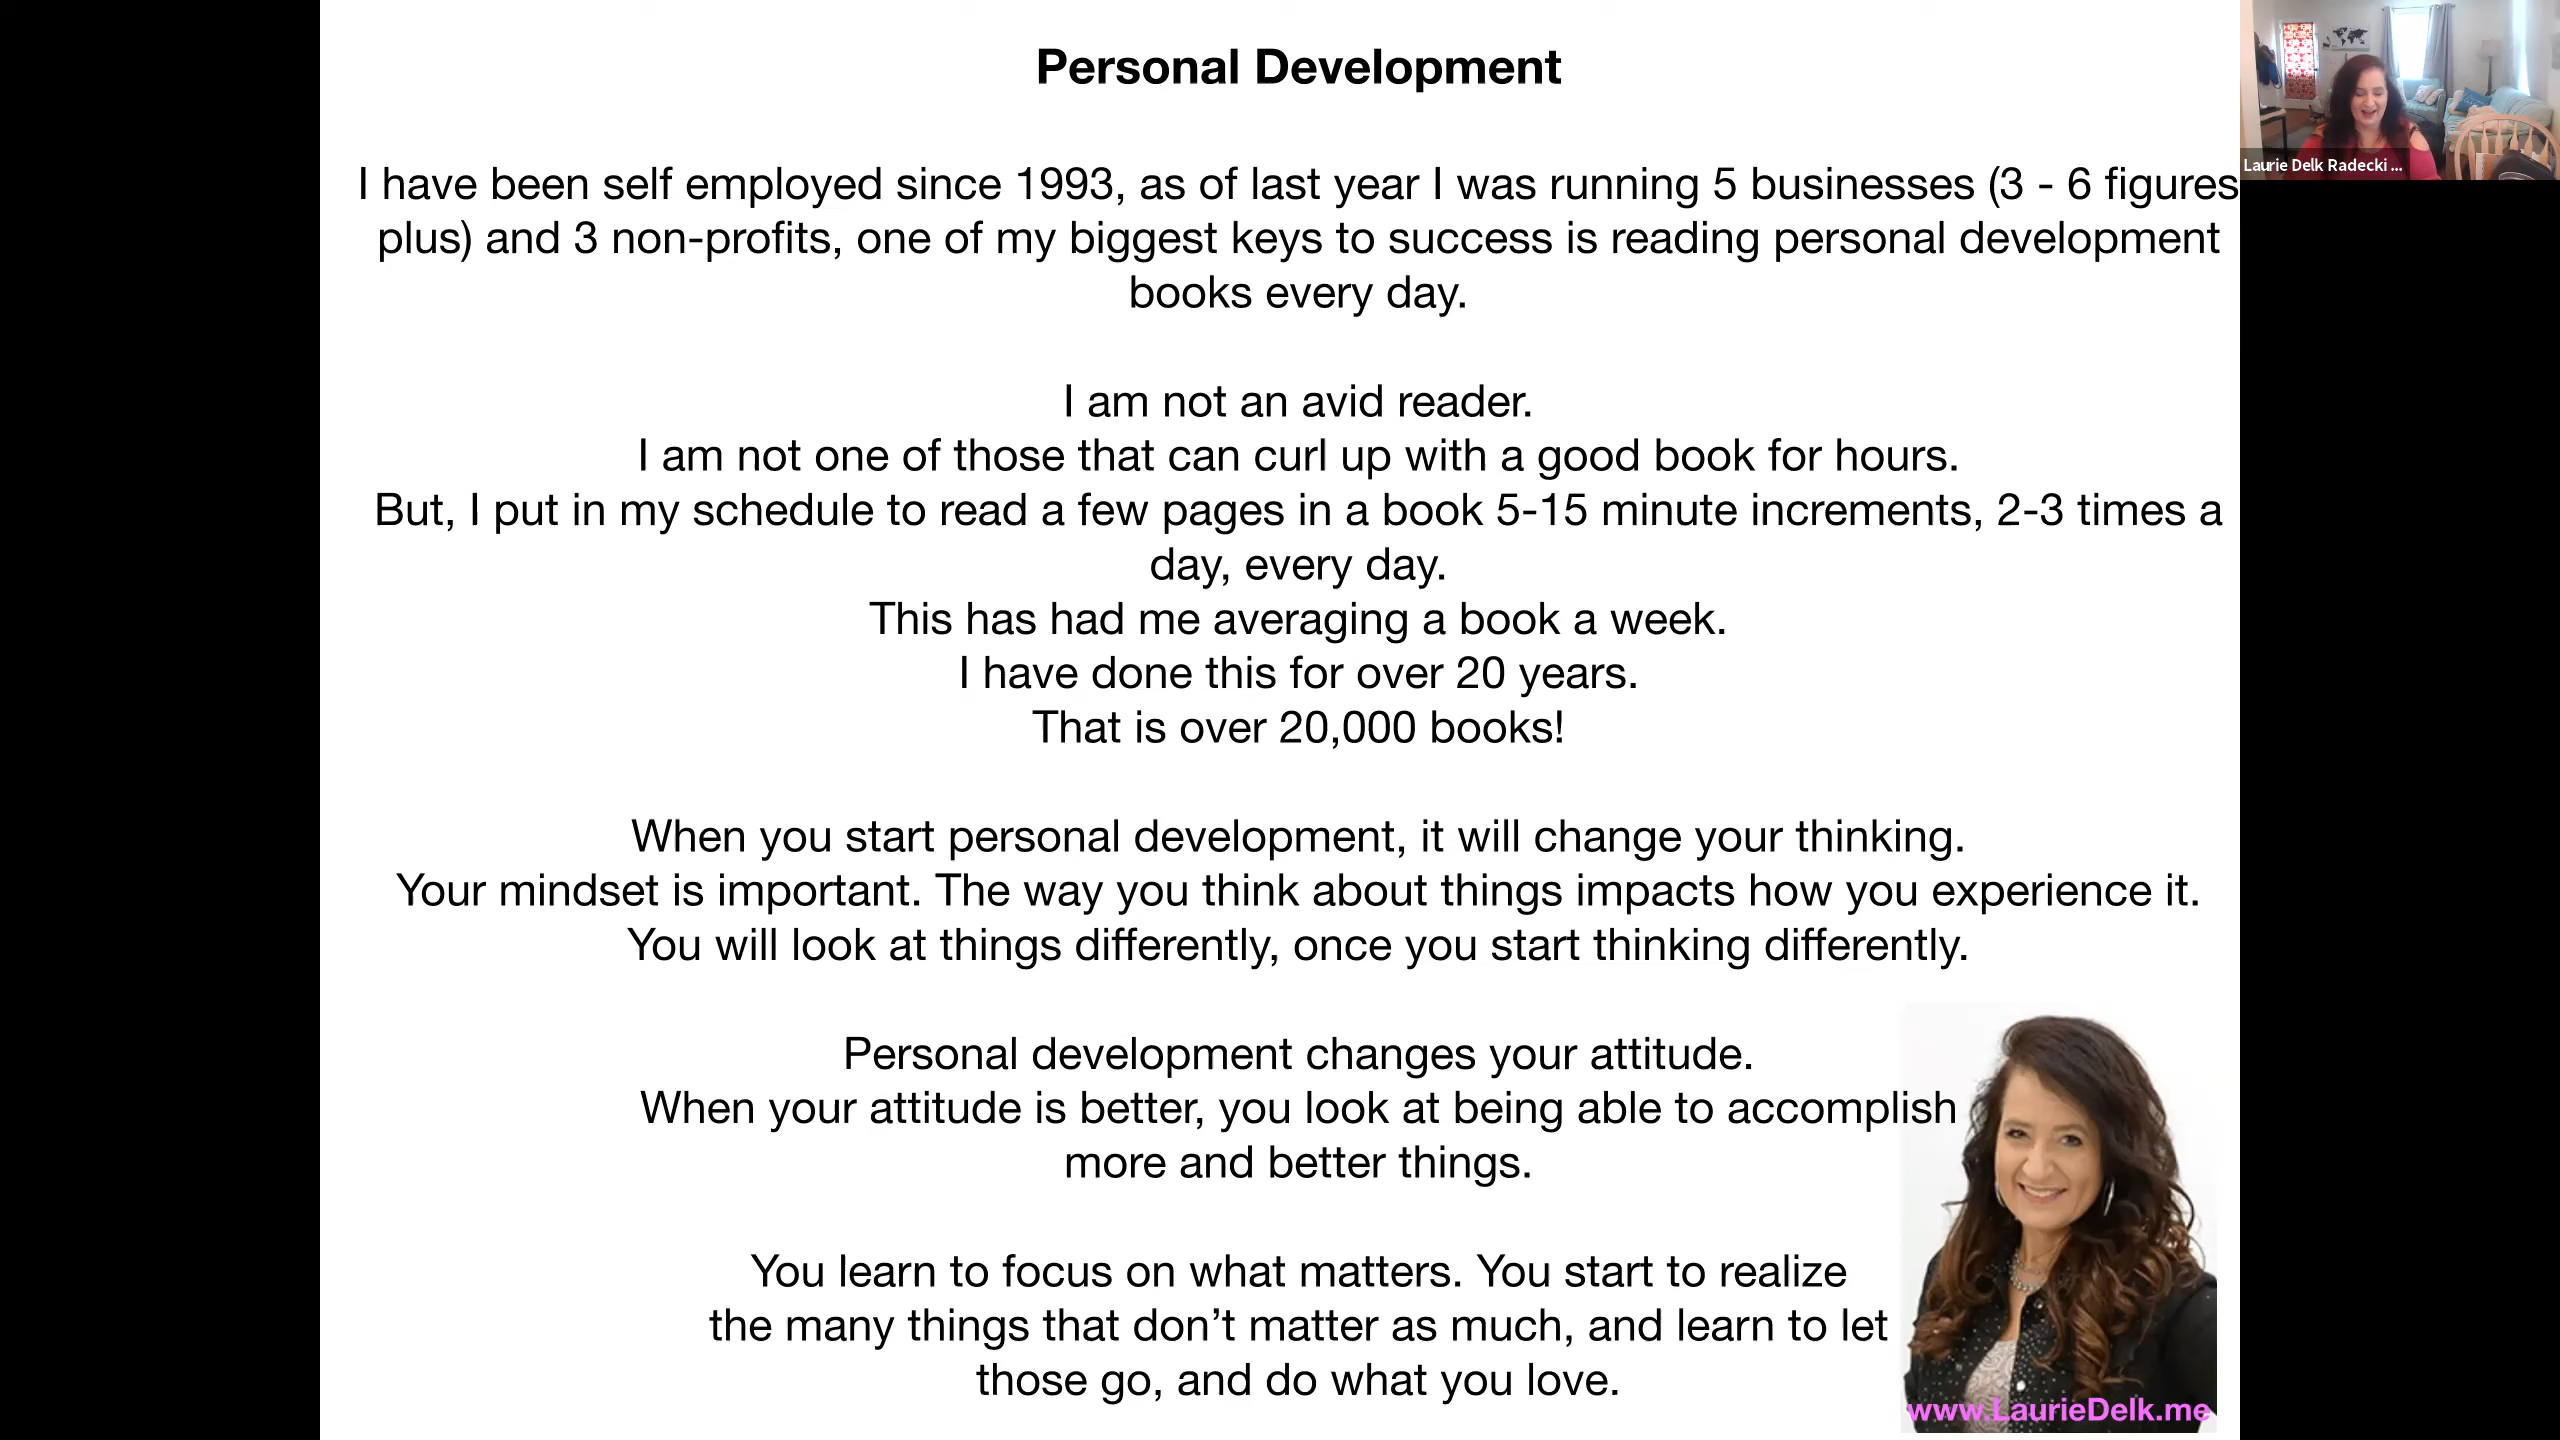 Personal Development
Laurie Delk Radecki ...
I have been self employed since 1993, as of last year I was running 5 businesses (3 - 6 figures
plus) and 3 non-profits, one of my biggest keys to success is reading personal development
books every day.
I am not an avid reader.
I am not one of those that can curl up with a good book for hours.
But, I put in my schedule to read a few pages in a book 5-15 minute increments, 2-3 times a
day, every day.
This has had me averaging a book a week.
I have done this for over 20 years.
That is over 20,000 books!
When you start personal development, it will change your thinking.
Your mindset is important. The way you think about things impacts how you experience it.
You will look at things differently, once you start thinking differently.
Personal development changes your attitude.
When your attitude is better, you look at being able to accomplish
more and better things.
You learn to focus on what matters. You start to realize
the many things that don’t matter as much, and learn to let
those go, and do what you love.
www.LaurieDelk.me